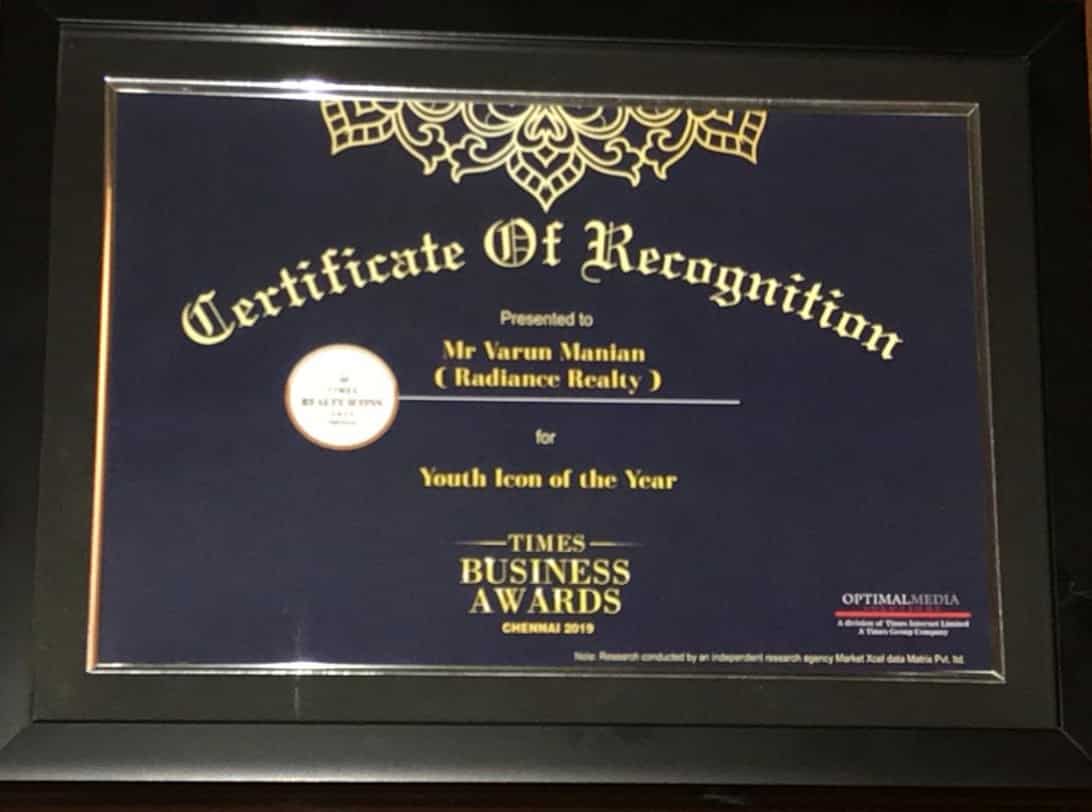 Certificate Of Recognition
Presented to
Mr Varun Manian
( Radiance Realty )
REALTY ICONS
for
Youth Icon of the Year
TIMES
BUSINESS
AWARDS
CHENNAI 2019
OPTIMALMEDIA
A division of Times Internet Limited
A Times Group Company
Note: Research conducted by an independent research agency Market Xcel data Matrix Pvt. ltd.